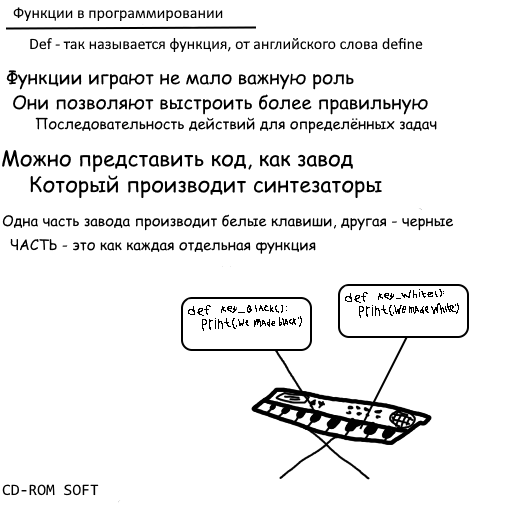 Функции в программировании
Def - так называется функция, от английского слова define
Функции играют не мало важную роль
Они позволяют выстроить более правильную
Последовательность действий для определённых задач
Можно представить код, как завод
Который производит синтезаторы
Одна часть завода производит белые клавиши, другая - черные
ЧАСТЬ - это как каждая отдельная функция
def key_Black():
Print('we made black')
def key_white():
Print('we made white')
CD-ROM SOFT